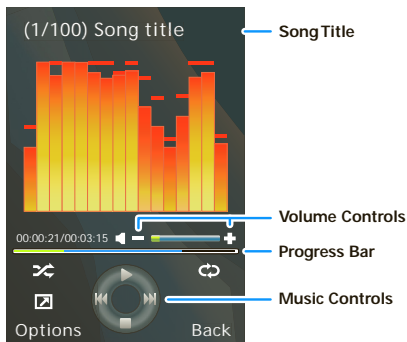 (1/100) Song title
Song Title
Volume Controls
00:00:21/00:03:15
Progress Bar
Music Controls
Options
Back